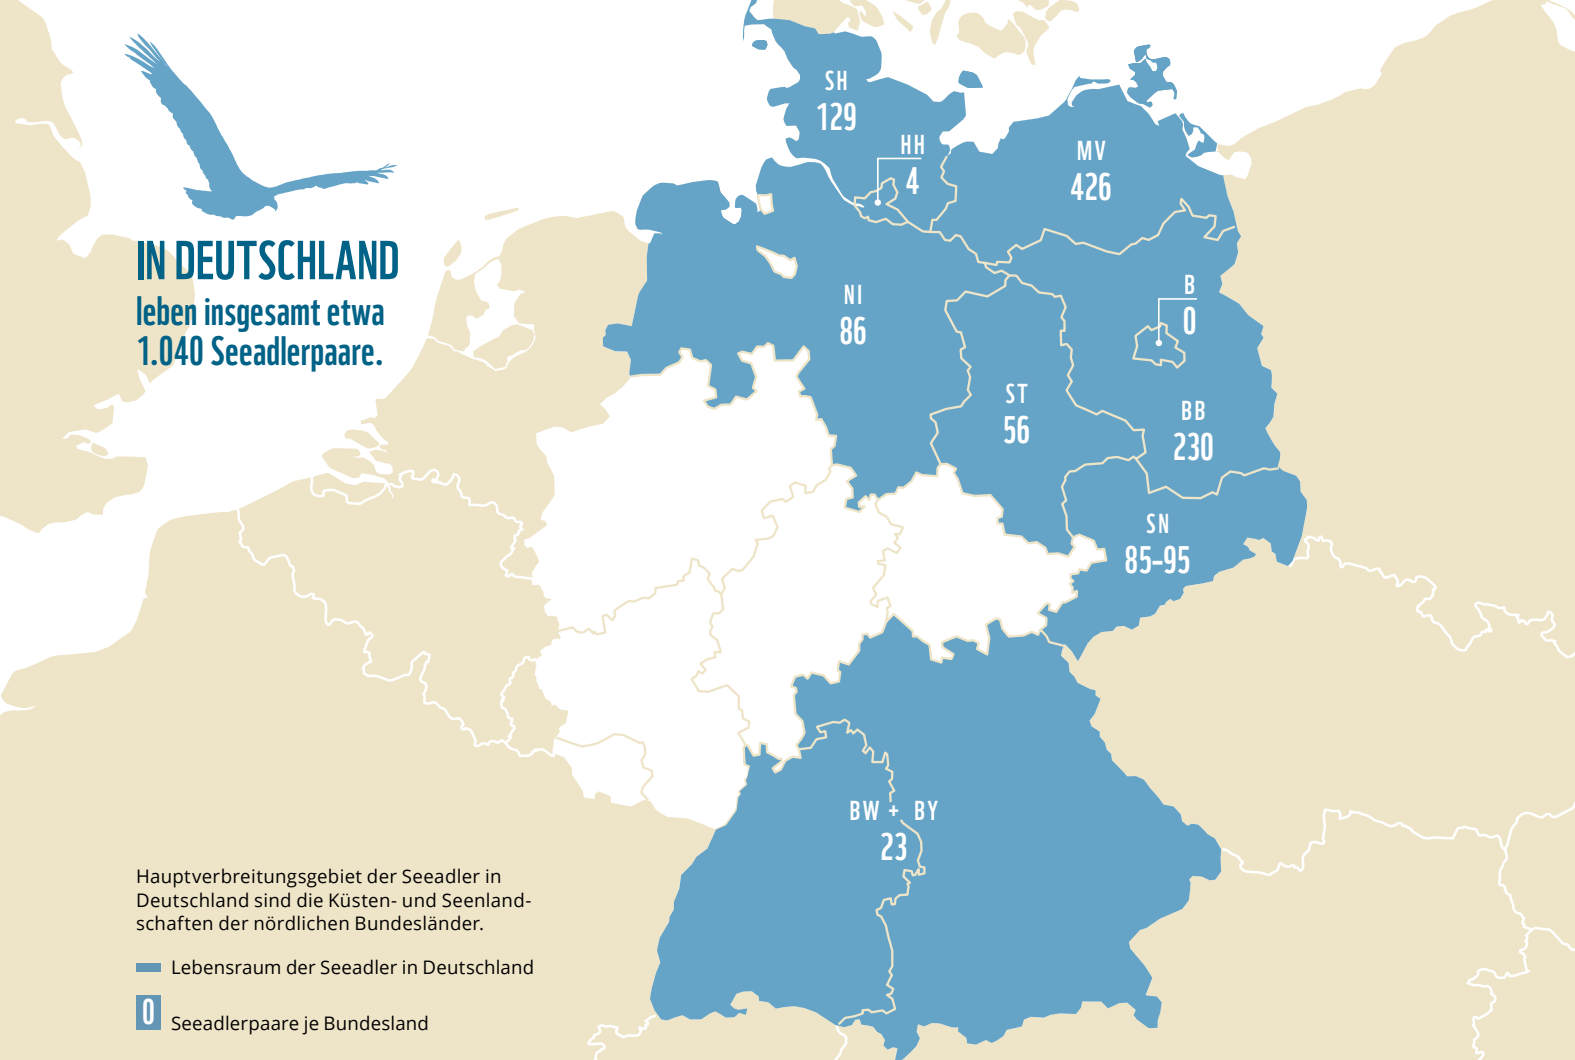 IN DEUTSCHLAND
leben insgesamt etwa
1.040 Seeadlerpaare.
SH
129
HH
4
MV
426
NI
86
B
0
ST
56
BB
230
SN
85–95
BW + BY
23
Hauptverbreitungsgebiet der Seeadler in
Deutschland sind die Küsten- und Seenland-
schaften der nördlichen Bundesländer.
Lebensraum der Seeadler in Deutschland
0 Seeadlerpaare je Bundesland